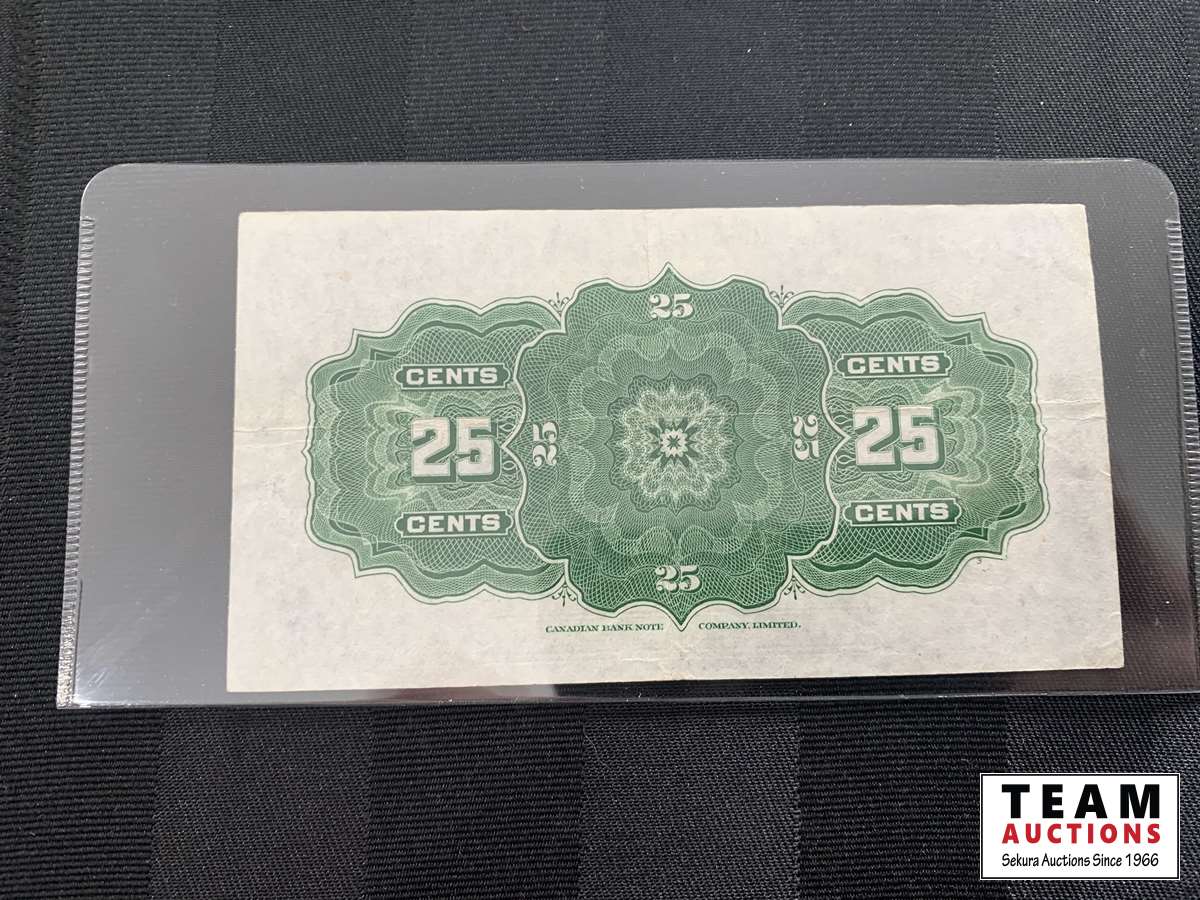 25
CENTS
CENTS
25
25
25
25
CENTS
CENTS
25
CANADIAN BANK NOTE COMPANY, LIMITED.
TEAM
AUCTIONS
Sekura Auctions Since 1966